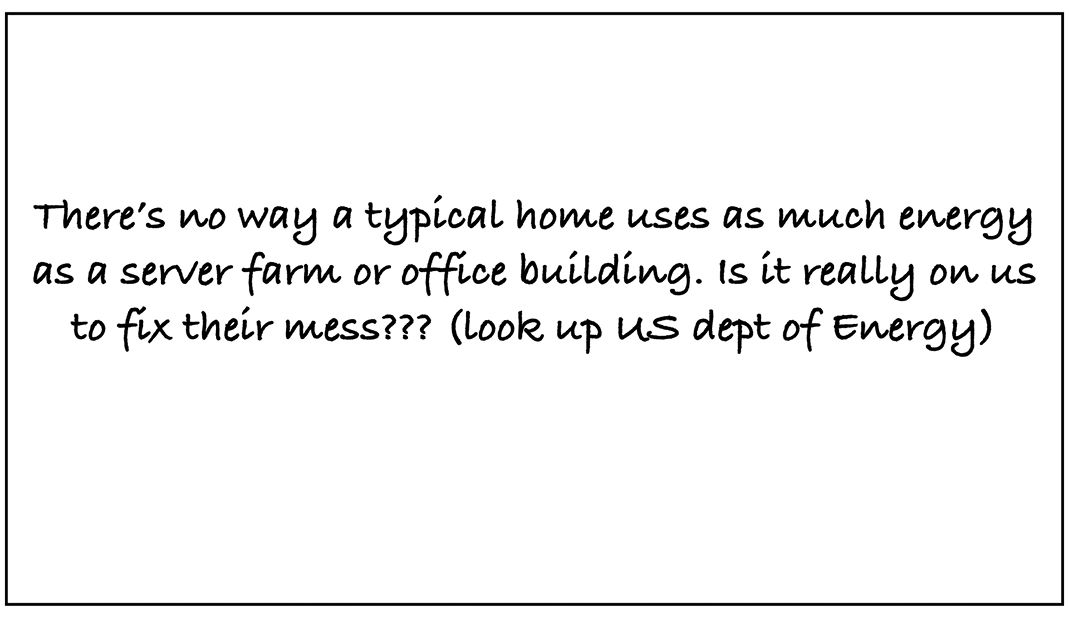 There's no way a typical home uses as much energy
as a server farm or office building. Is it really on us
to fix their mess??? (look up US dept of Energy)